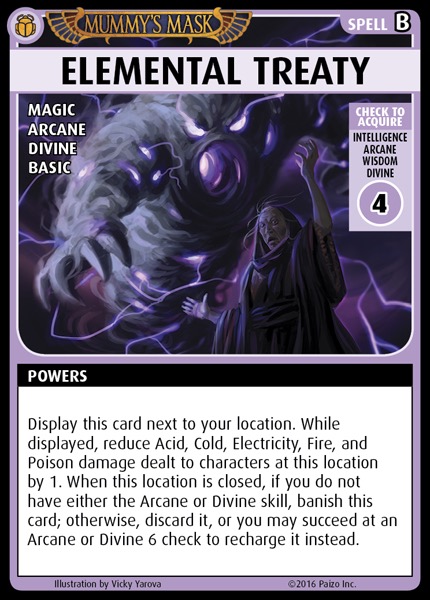 MUMMY'S MASK
SPELL B
ELEMENTAL TREATY
MAGIC
ARCANE
DIVINE
BASIC
CHECK TO
ACQUIRE
INTELLIGENCE
ARCANE
WISDOM
DIVINE
4
POWERS
Display this card next to your location. While
displayed, reduce Acid, Cold, Electricity, Fire, and
Poison damage dealt to characters at this location
by 1. When this location is closed, if you do not
have either the Arcane or Divine skill, banish this
card; otherwise, discard it, or you may succeed at an
Arcane or Divine 6 check to recharge it instead.
Illustration by Vicky Yarova
©2016 Paizo Inc.